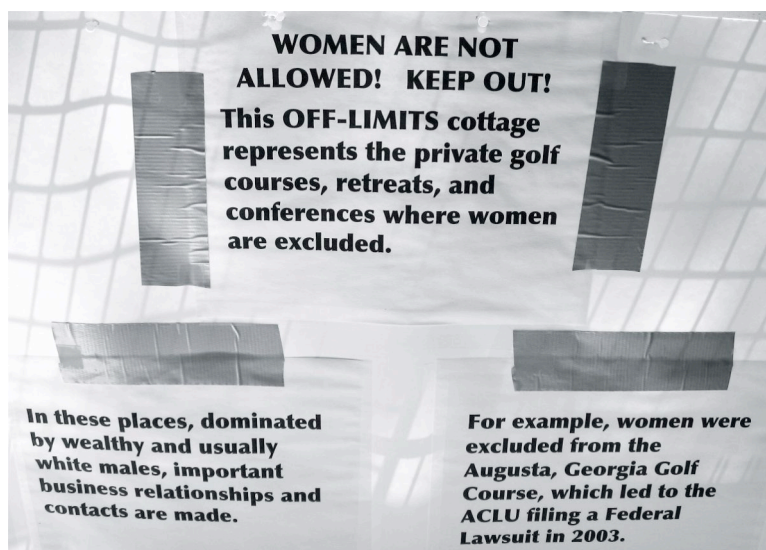 WOMEN ARE NOT
ALLOWED! KEEP OUT!
This OFF-LIMITS cottage
represents the private golf
courses, retreats, and
conferences where women
are excluded.
In these places, dominated
by wealthy and usually
white males, important
business relationships and
contacts are made.
For example, women were
excluded from the
Augusta, Georgia Golf
Course, which led to the
ACLU filing a Federal
Lawsuit in 2003.